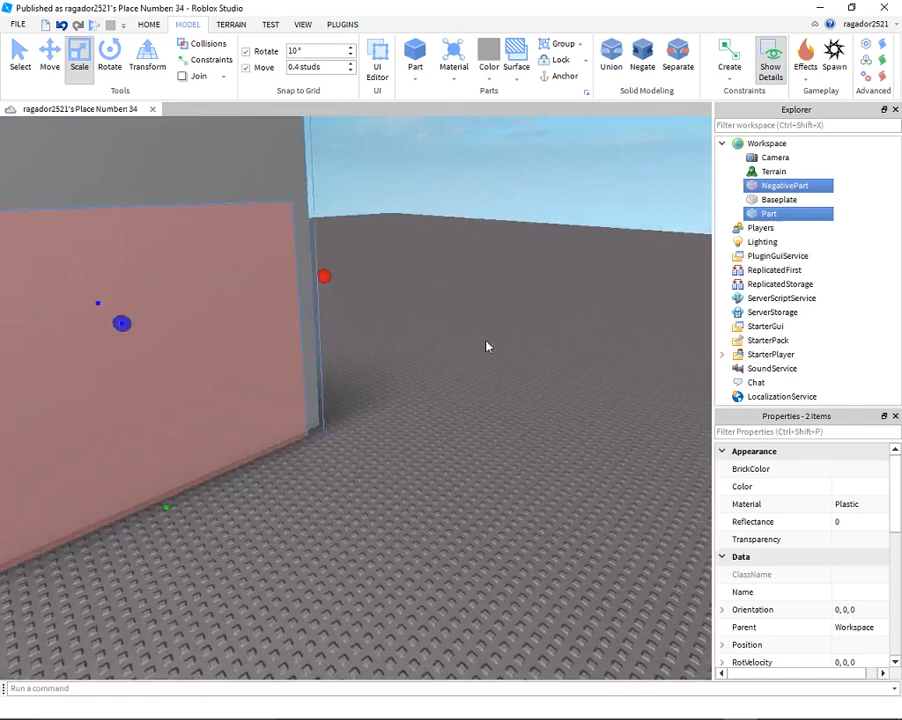 Published as ragador2521's Place Number: 34 - Roblox Studio
FILE HOME MODEL TERRAIN TEST VIEW PLUGINS ragador2521
Select Move Scale Rotate Transform
Collisions
Constraints
Join
Tools
Rotate 10°
Move 0.4 studs
Snap to Grid
UI Editor
UI
Part Material Color Surface
Group
Lock
Anchor
Parts
Union Negate Separate
Solid Modeling
Create Show Details
Constraints
Effects Spawn
Gameplay
Advanced
ragador2521's Place Number: 34
Explorer
Filter workspace (Ctrl+Shift+X)
Workspace
Camera
Terrain
NegativePart
Baseplate
Part
Players
Lighting
PluginGuiService
ReplicatedFirst
ReplicatedStorage
ServerScriptService
ServerStorage
StarterGui
StarterPack
StarterPlayer
SoundService
Chat
LocalizationService
Properties - 2 items
Filter Properties (Ctrl+Shift+P)
Appearance
BrickColor
Color
Material Plastic
Reflectance 0
Transparency
Data
ClassName
Name
Orientation 0,0,0
Parent Workspace
Position
RotVelocity 0,0,0
Run a command